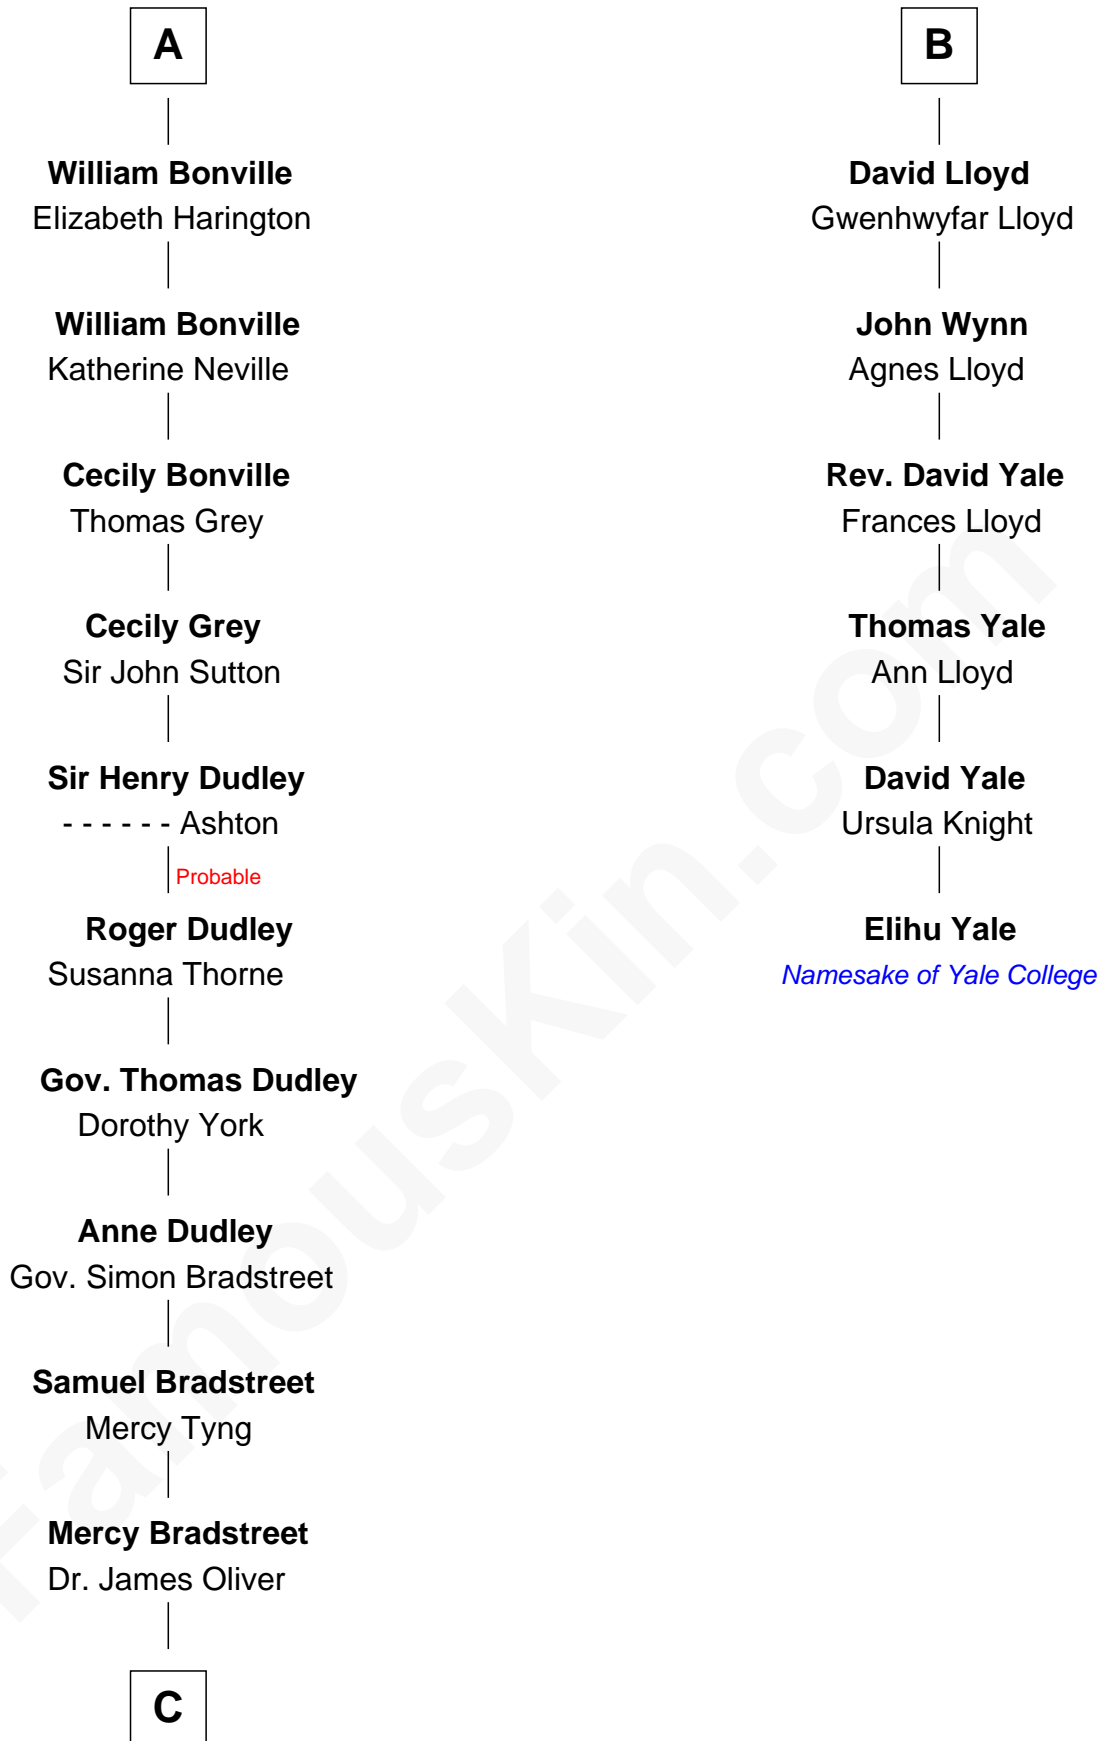 A
William Bonville
Elizabeth Harington
William Bonville
Katherine Neville
Cecily Bonville
Thomas Grey
Cecily Grey
Sir John Sutton
Sir Henry Dudley
- - - - - - Ashton
Probable
Roger Dudley
Susanna Thorne
Gov. Thomas Dudley
Dorothy York
Anne Dudley
Gov. Simon Bradstreet
Samuel Bradstreet
Mercy Tyng
Mercy Bradstreet
Dr. James Oliver
C
B
David Lloyd
Gwenhwyfar Lloyd
John Wynn
Agnes Lloyd
Rev. David Yale
Frances Lloyd
Thomas Yale
Ann Lloyd
David Yale
Ursula Knight
Elihu Yale
Namesake of Yale College
FamousKin.com